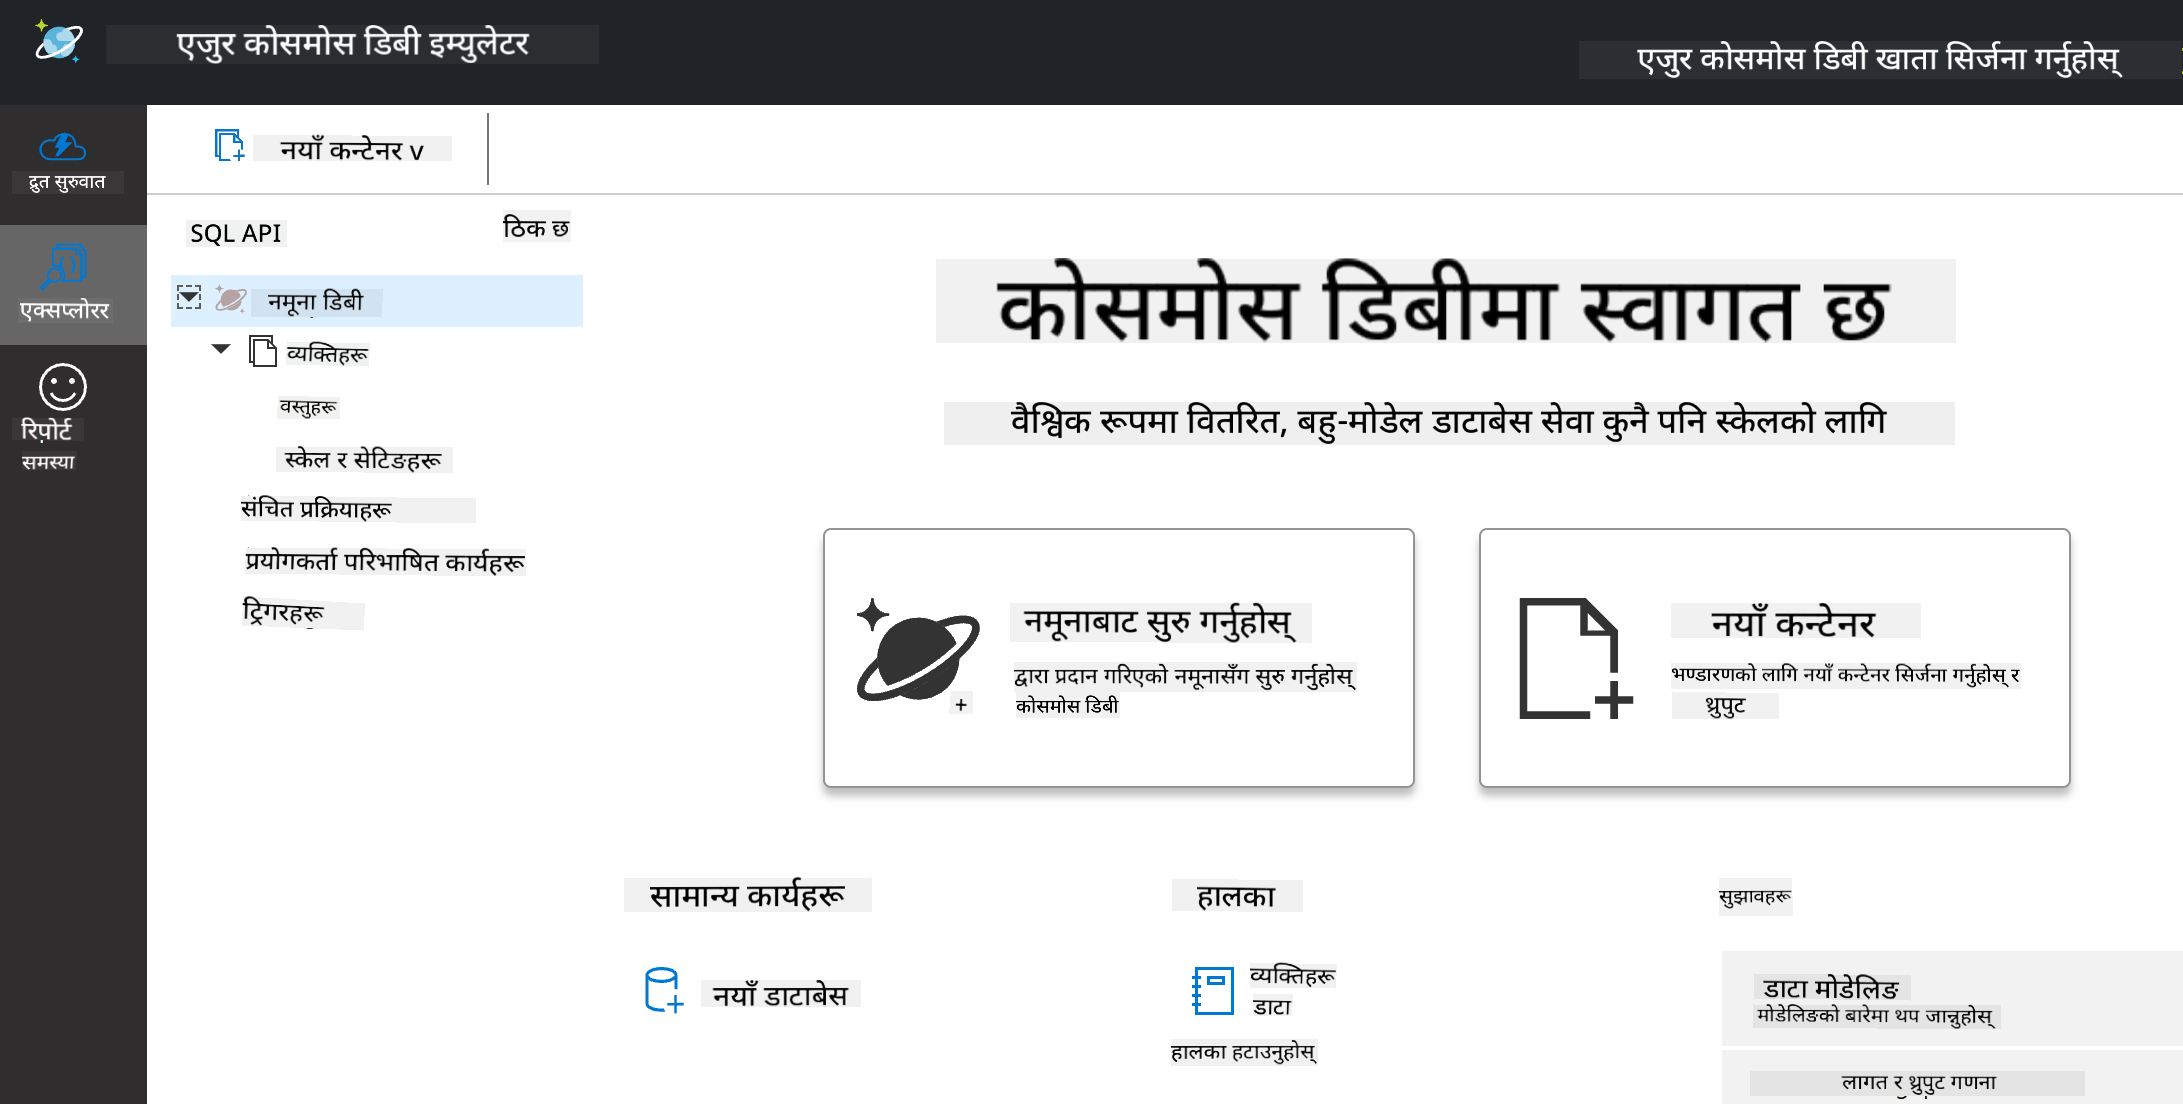 एजुर कोसमोस डिबी इम्युलेटर
एजुर कोसमोस डिबी खाता सिर्जना गर्नुहोस्
द्रुत सुरुवात
एक्सप्लोरर
रिपोर्ट
समस्या
नयाँ कन्टेनर v
SQL API
ठिक छ
नमूना डिबी
व्यक्तिहरू
वस्तुहरू
स्केल र सेटिङहरू
संचित प्रक्रियाहरू
प्रयोगकर्ता परिभाषित कार्यहरू
ट्रिगरहरू
कोसमोस डिबीमा स्वागत छ
वैश्विक रूपमा वितरित, बहु-मोडेल डाटाबेस सेवा कुनै पनि स्केलको लागि
नमूनाबाट सुरु गर्नुहोस्
द्वारा प्रदान गरिएको नमूनासँग सुरु गर्नुहोस्
कोसमोस डिबी
+
नयाँ कन्टेनर
भण्डारणको लागि नयाँ कन्टेनर सिर्जना गर्नुहोस् र
थ्रुपुट
सामान्य कार्यहरू
नयाँ डाटाबेस
हालका
व्यक्तिहरू
डाटा
हालका हटाउनुहोस्
सुझावहरू
डाटा मोडेलिङ
मोडेलिङको बारेमा थप जान्नुहोस्
लागत र थ्रुपुट गणना